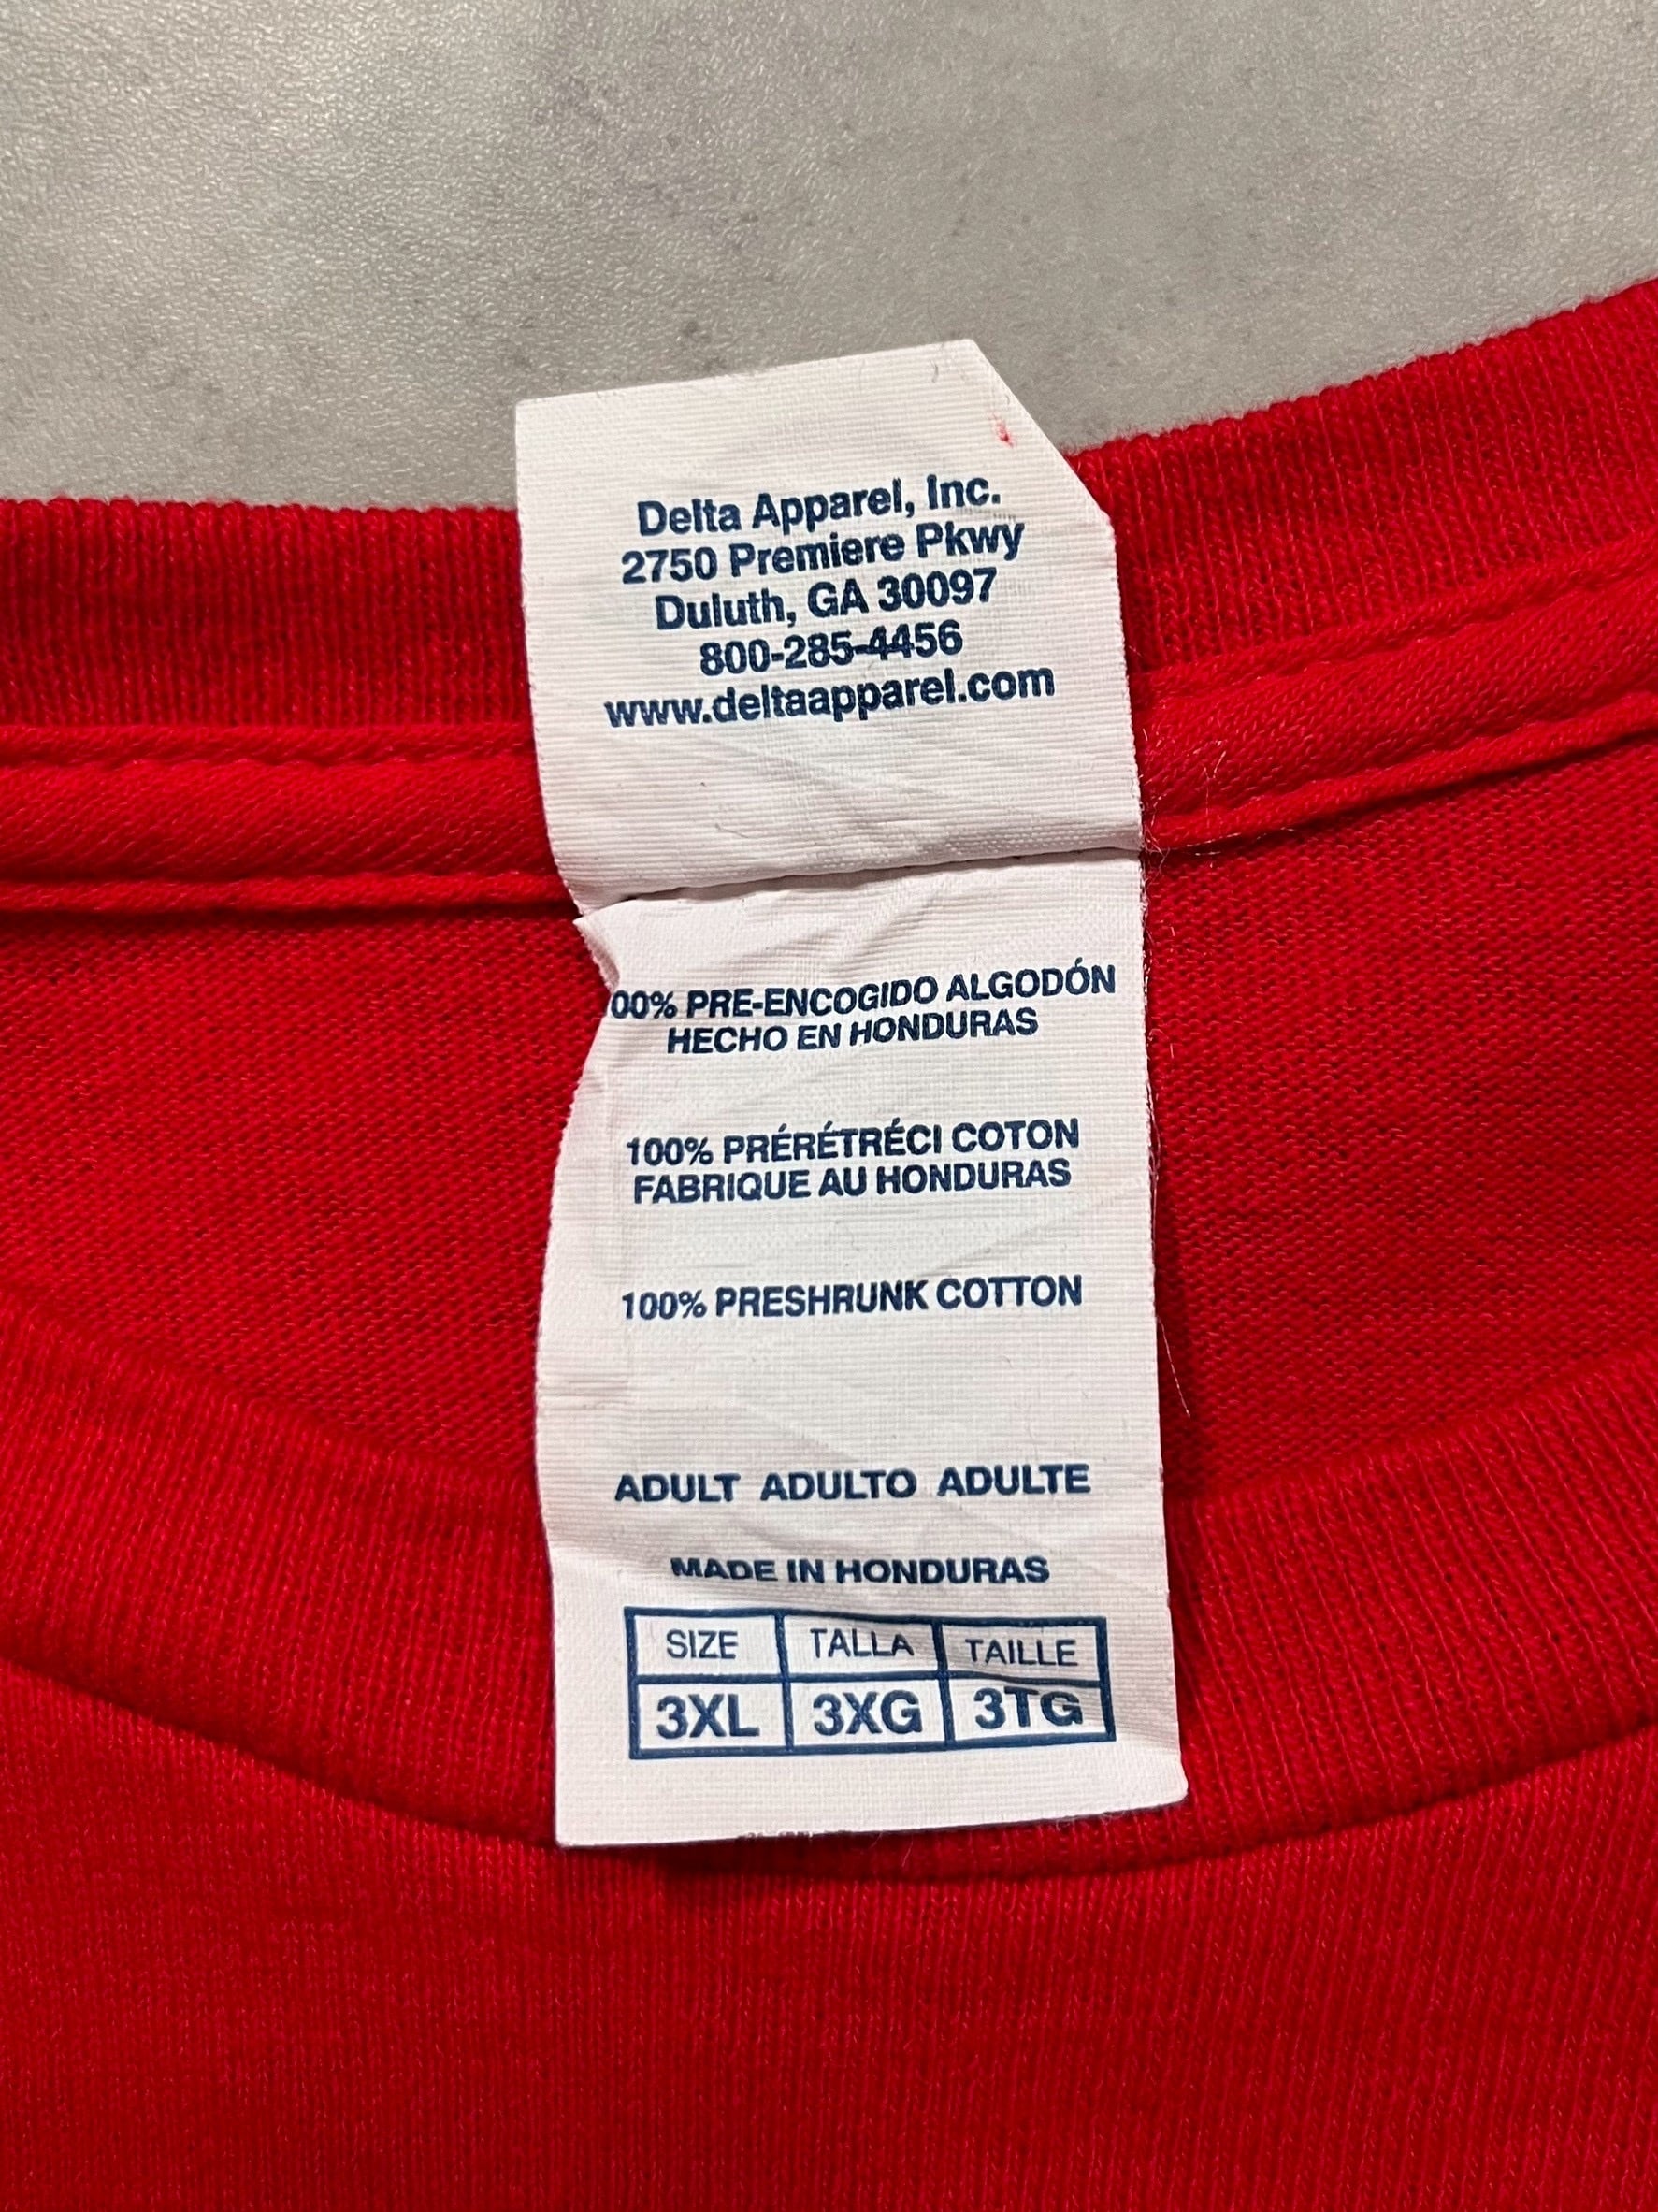 Delta Apparel, Inc.
2750 Premiere Pkwy
Duluth, GA 30097
800-285-4456
www.deltaapparel.com
00% PRE-ENCOGIDO ALGODÓN
HECHO EN HONDURAS
100% PRÉRÉTRÉCI COTON
FABRIQUE AU HONDURAS
100% PRESHRUNK COTTON
ADULT ADULTO ADULTE
MADE IN HONDURAS
SIZE TALLA TAILLE
3XL 3XG 3TG